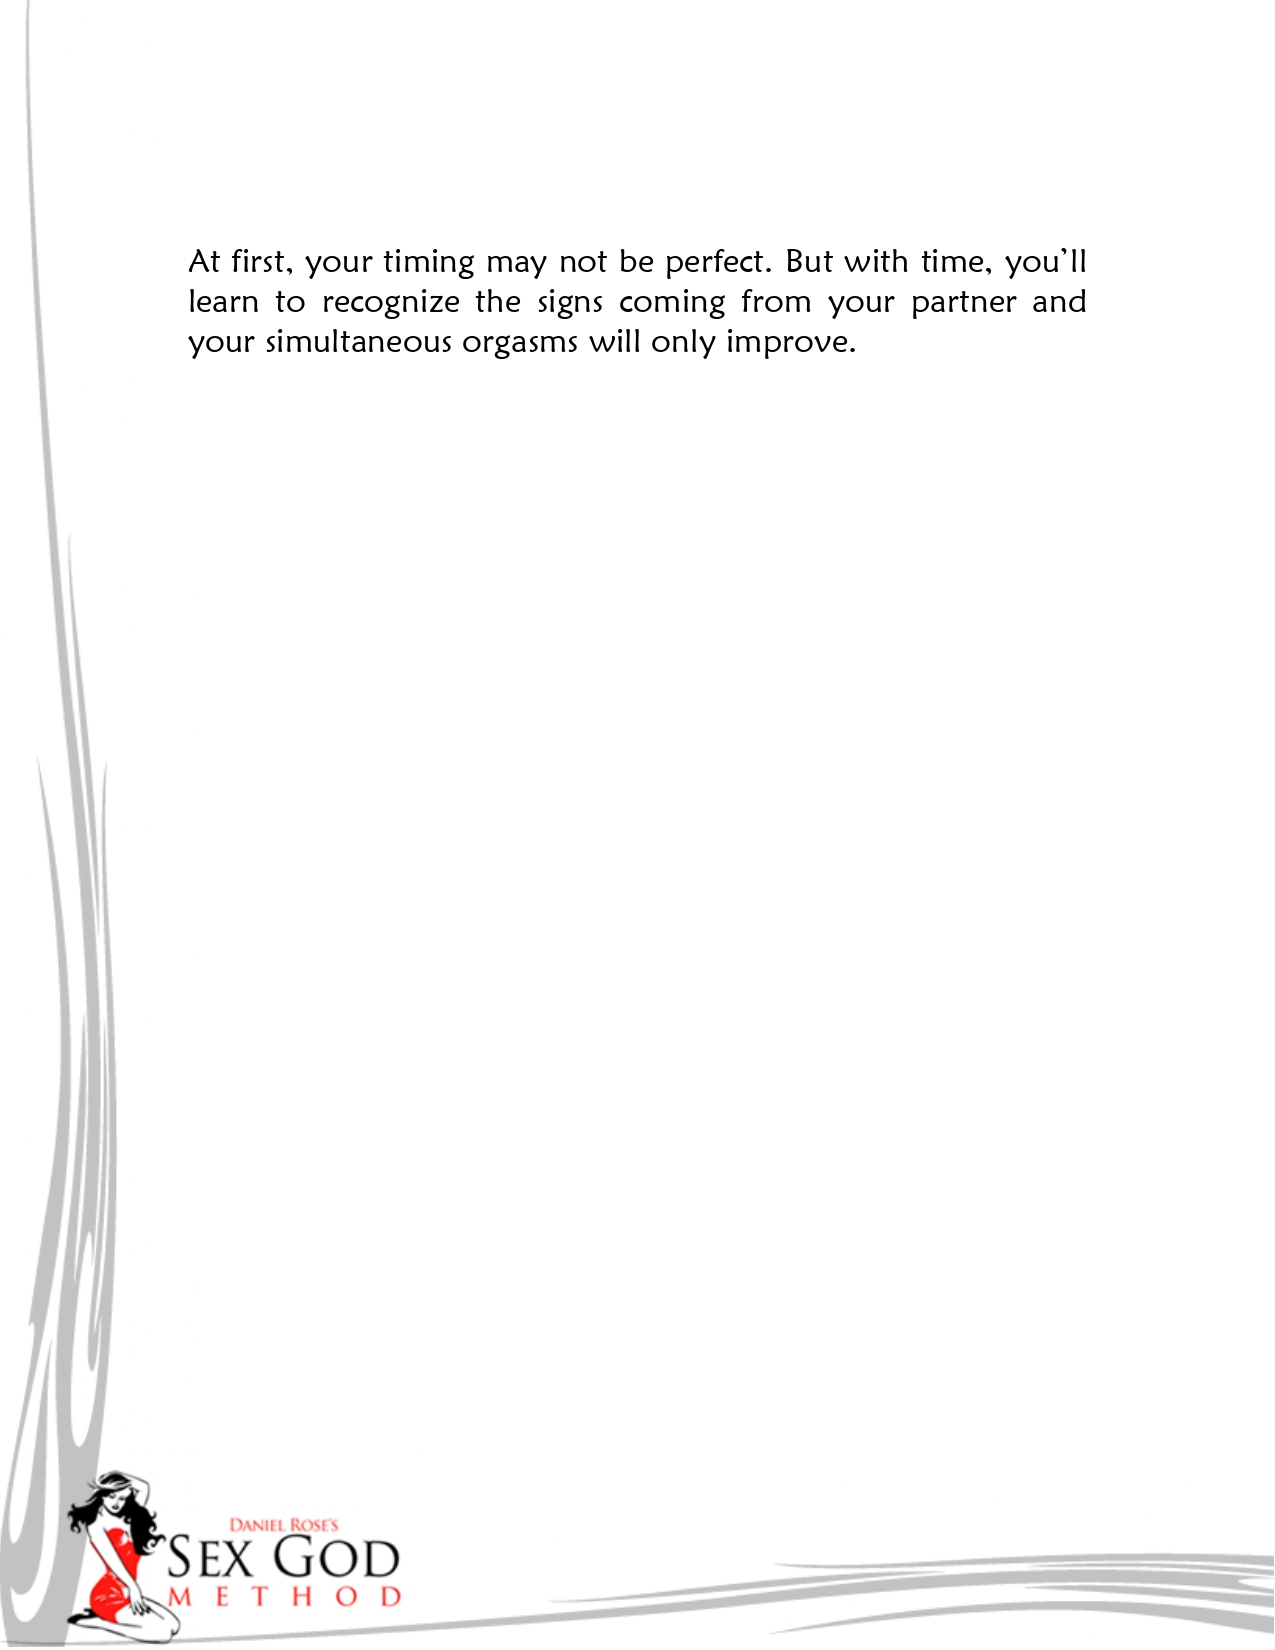 At first, your timing may not be perfect. But with time, you’ll
learn to recognize the signs coming from your partner and
your simultaneous orgasms will only improve.
DANIEL ROSE'S
SEX GOD
METHOD